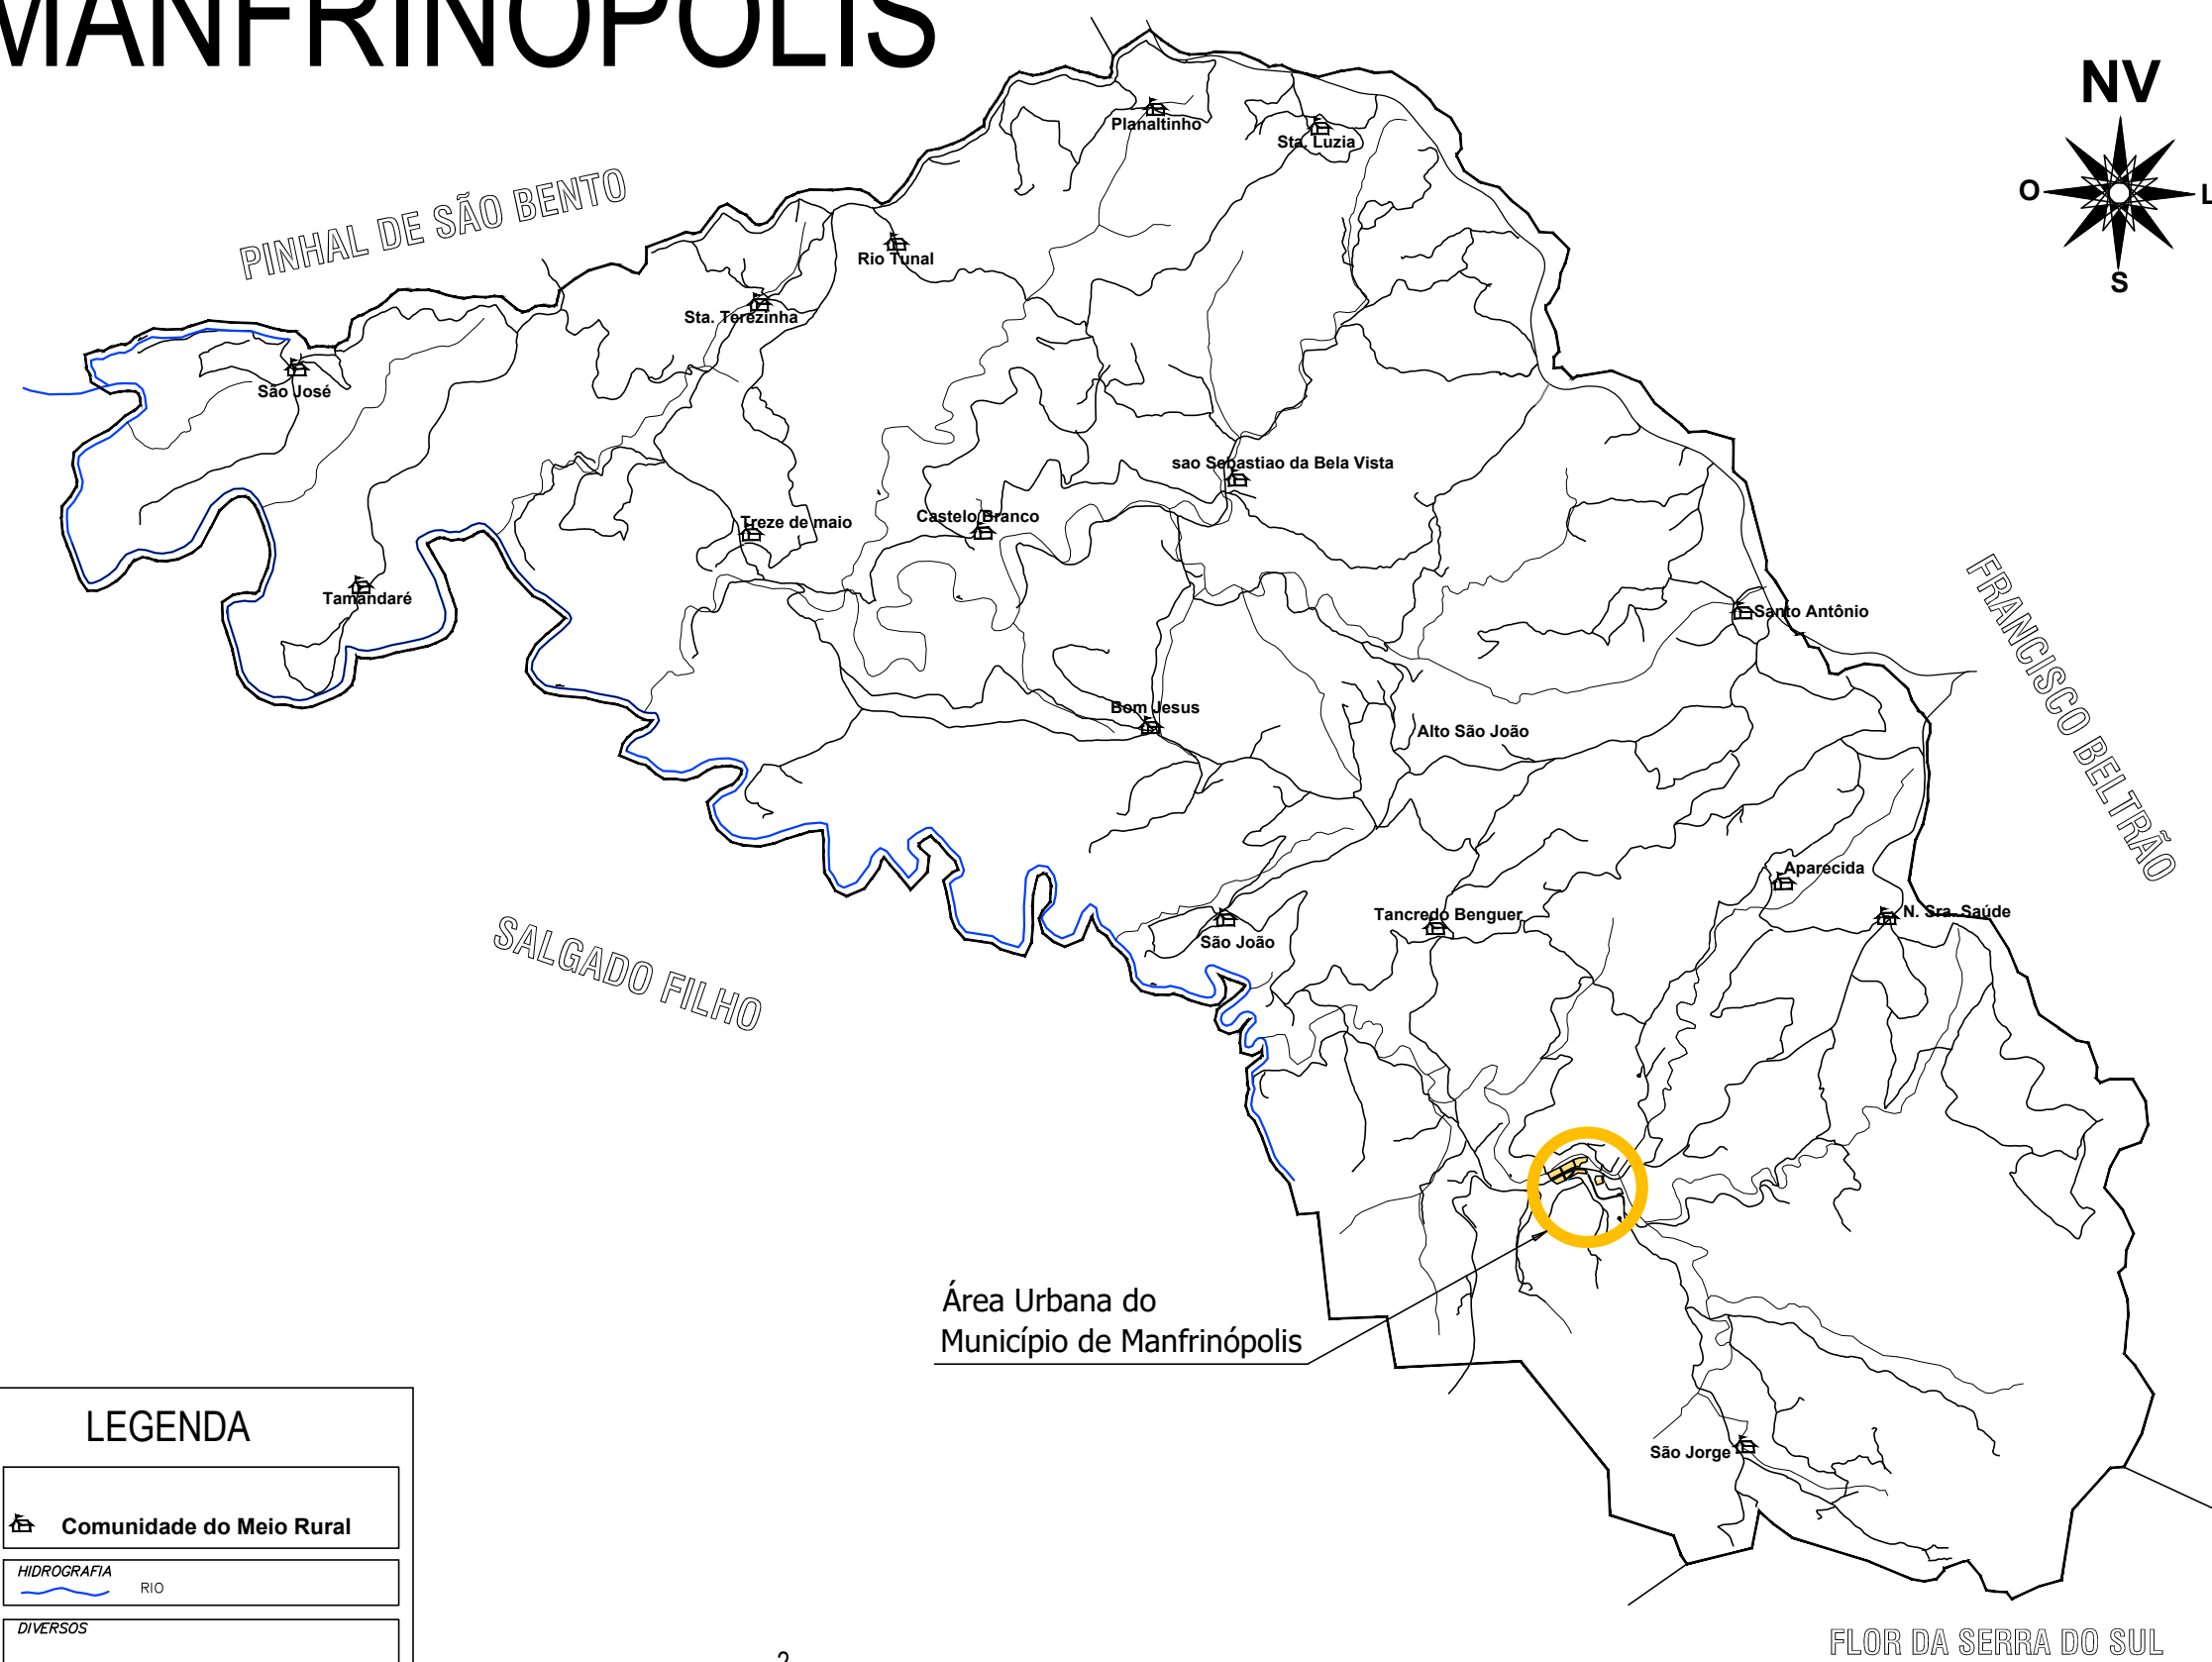 MANFRINOPOLIS
NV
Planaltinho
Sta. Luzia
O
L
PINHAL DE SÃO BENTO
Rio Tunal
S
Sta. Terezinha
São José
sao Sebastiao da Bela Vista
Treze de maio
Castelo Branco
Tamandaré
Santo Antônio
FRANCISCO BELTRÃO
Bom Jesus
Alto São João
Aparecida
Tancredo Benguer
N. Sra. Saúde
São João
SALGADO FILHO
Área Urbana do
Município de Manfrinópolis
LEGENDA
São Jorge
Comunidade do Meio Rural
HIDROGRAFIA
RIO
DIVERSOS
FLOR DA SERRA DO SUL
2